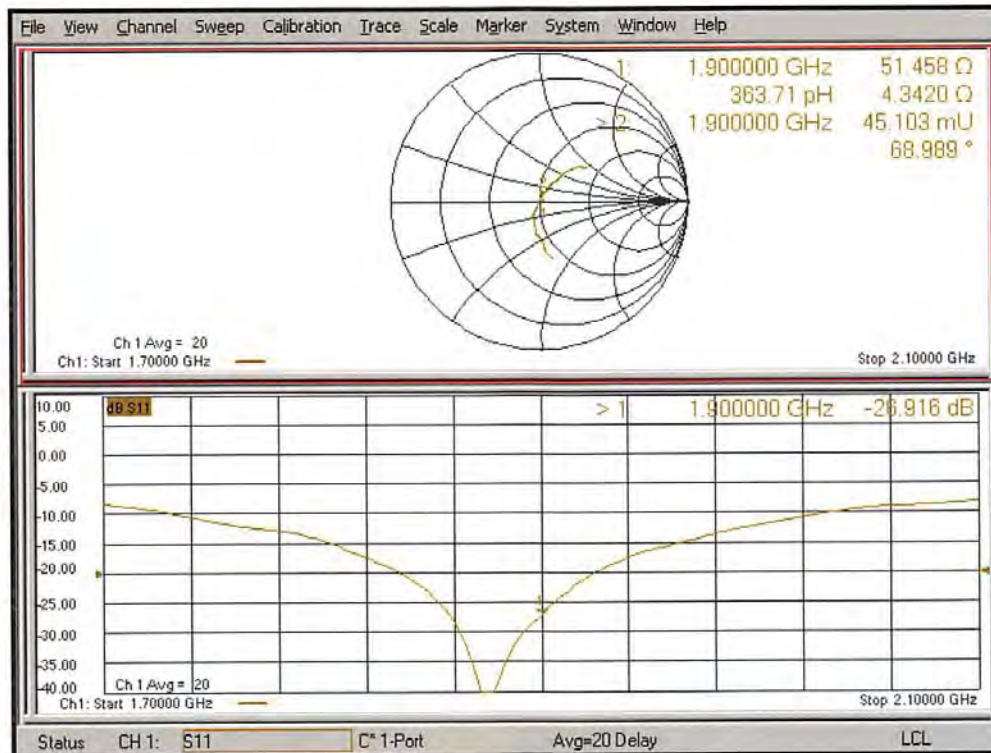 File View Channel Sweep Calibration Trace Scale Marker System Window Help
1: 1.900000 GHz 51.458 Ω
363.71 pH 4.3420 Ω
> 2: 1.900000 GHz 45.103 mU
68.989 °
Ch 1 Avg = 20
Ch1: Start 1.70000 GHz
Stop 2.10000 GHz
10.00
dB S11
> 1 1.900000 GHz -26.916 dB
5.00
0.00
-5.00
-10.00
-15.00
-20.00
-25.00
-30.00
-35.00
-40.00
1
Ch 1 Avg = 20
Ch1: Start 1.70000 GHz
Stop 2.10000 GHz
Status CH 1: S11 C* 1-Port Avg=20 Delay LCL